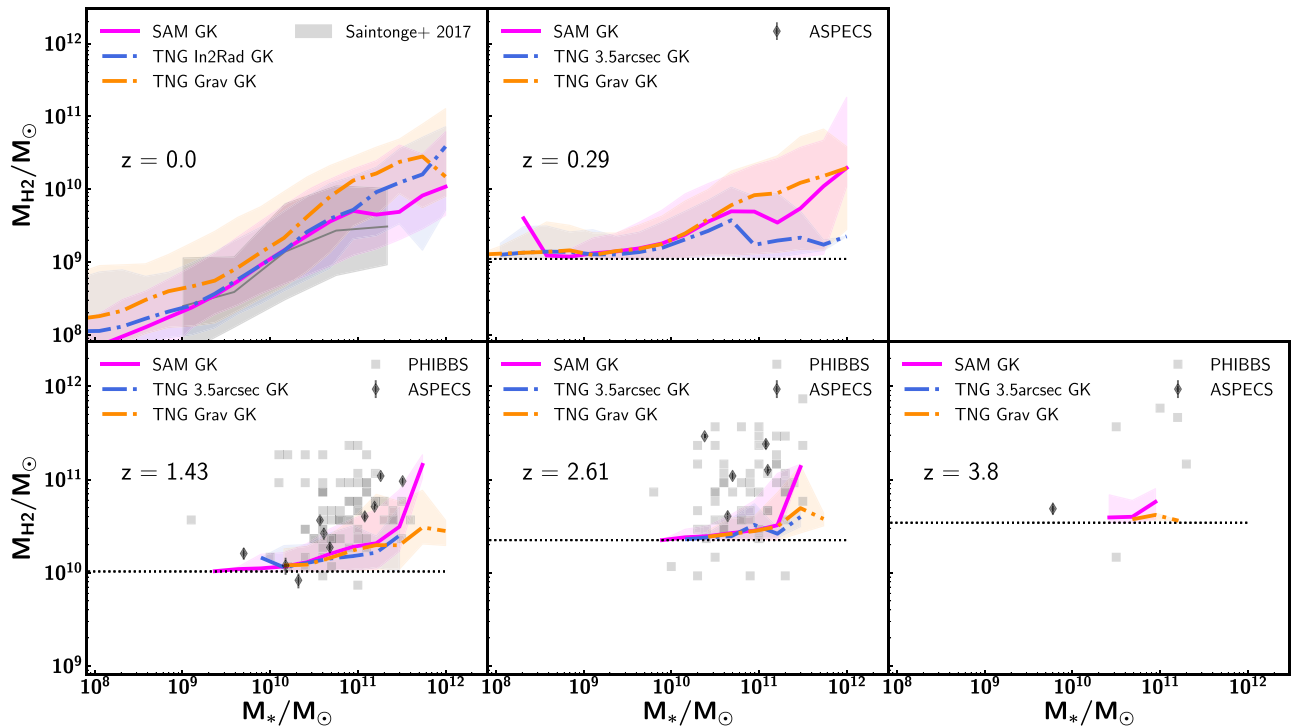 SAM GK
TNG In2Rad GK
TNG Grav GK
Saintonge+ 2017
z = 0.0
10^12
10^11
10^10
10^9
10^8
M_H2/M_⊙
SAM GK
TNG 3.5arcsec GK
TNG Grav GK
ASPECS
z = 0.29
SAM GK
TNG 3.5arcsec GK
TNG Grav GK
PHIBBS
ASPECS
z = 1.43
10^12
10^11
10^10
10^9
M_H2/M_⊙
10^8 10^9 10^10 10^11 10^12
M_*/M_⊙
SAM GK
TNG 3.5arcsec GK
TNG Grav GK
PHIBBS
ASPECS
z = 2.61
10^8 10^9 10^10 10^11 10^12
M_*/M_⊙
SAM GK
TNG 3.5arcsec GK
TNG Grav GK
PHIBBS
ASPECS
z = 3.8
10^8 10^9 10^10 10^11 10^12
M_*/M_⊙